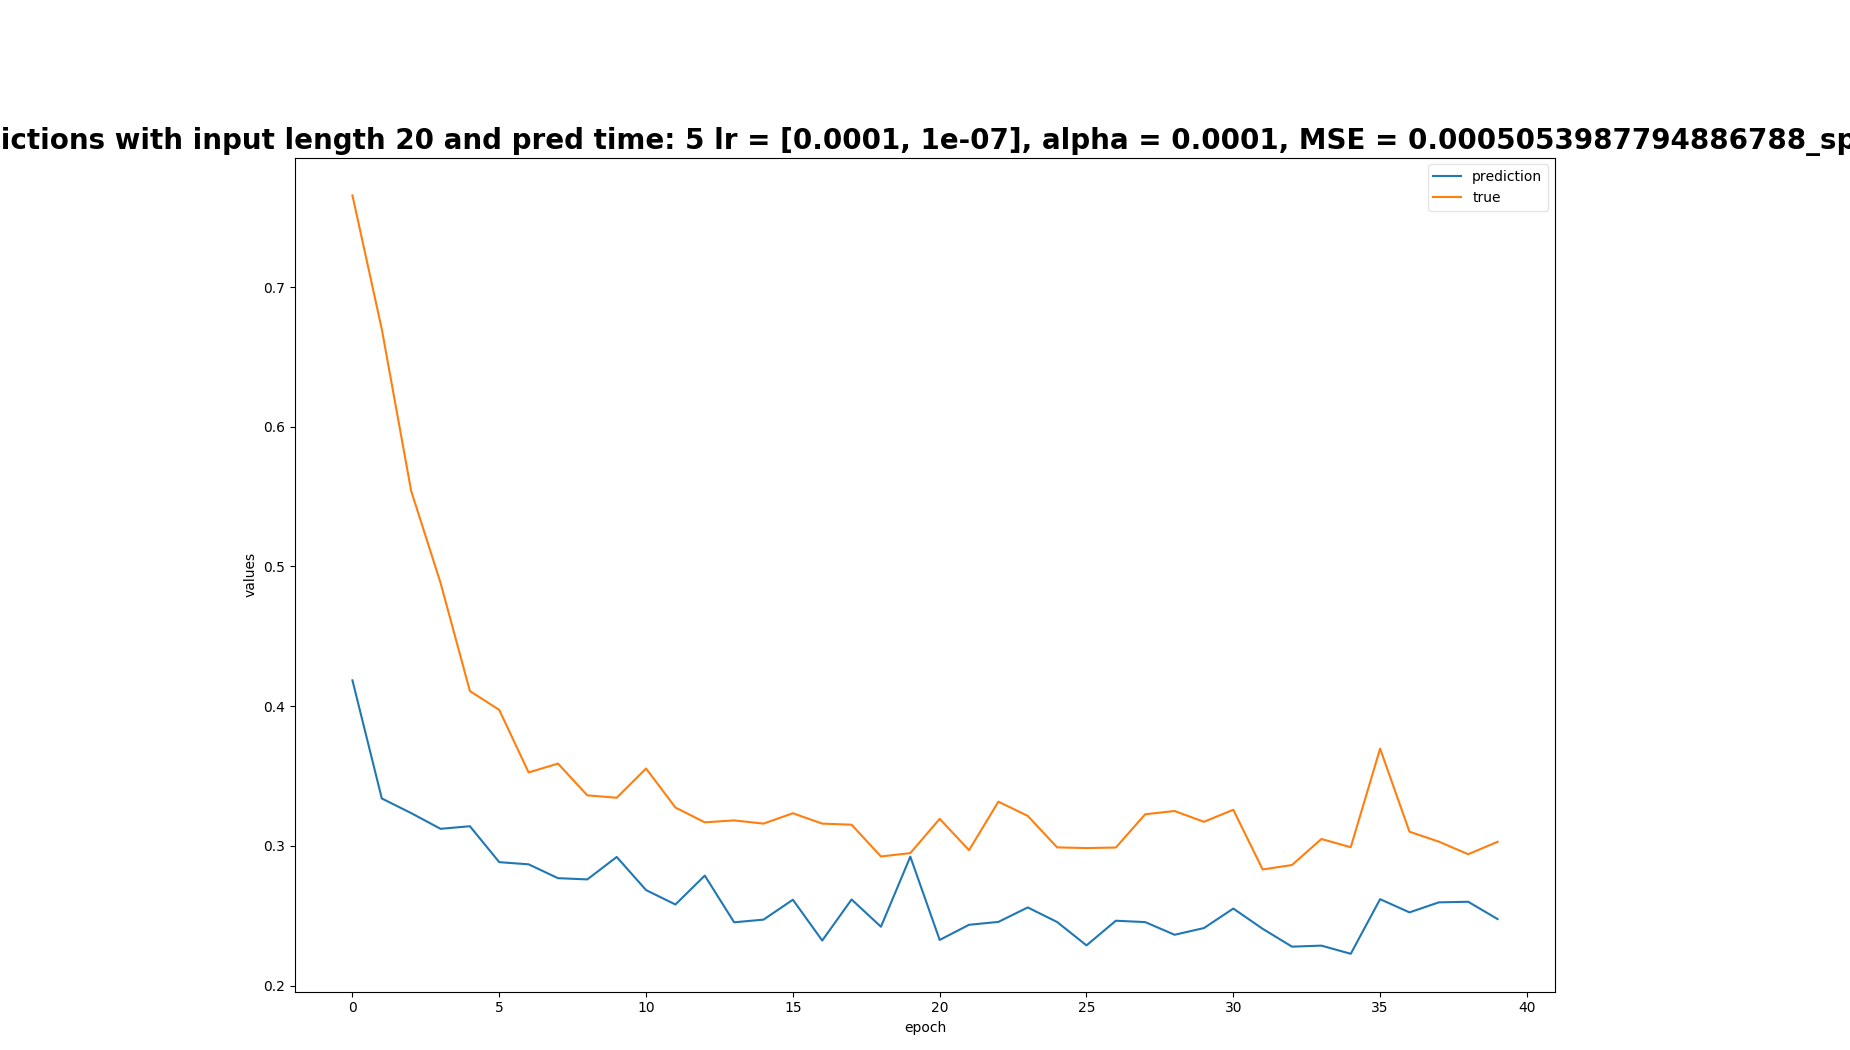 ictions with input length 20 and pred time: 5 lr = [0.0001, 1e-07], alpha = 0.0001, MSE = 0.0005053987794886788_sp
prediction
true
0.7
0.6
0.5
0.4
0.3
0.2
values
0 5 10 15 20 25 30 35 40
epoch